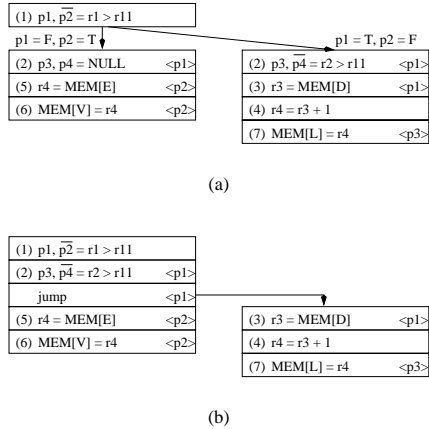 (1) p1, p2̅ = r1 > r11
p1 = F, p2 = T
p1 = T, p2 = F
(2) p3, p4 = NULL <p1>
(5) r4 = MEM[E] <p2>
(6) MEM[V] = r4 <p2>
(2) p3, p4̅ = r2 > r11 <p1>
(3) r3 = MEM[D] <p1>
(4) r4 = r3 + 1
(7) MEM[L] = r4 <p3>
(a)
(1) p1, p2̅ = r1 > r11
(2) p3, p4̅ = r2 > r11 <p1>
jump <p1>
(5) r4 = MEM[E] <p2>
(6) MEM[V] = r4 <p2>
(3) r3 = MEM[D] <p1>
(4) r4 = r3 + 1
(7) MEM[L] = r4 <p3>
(b)